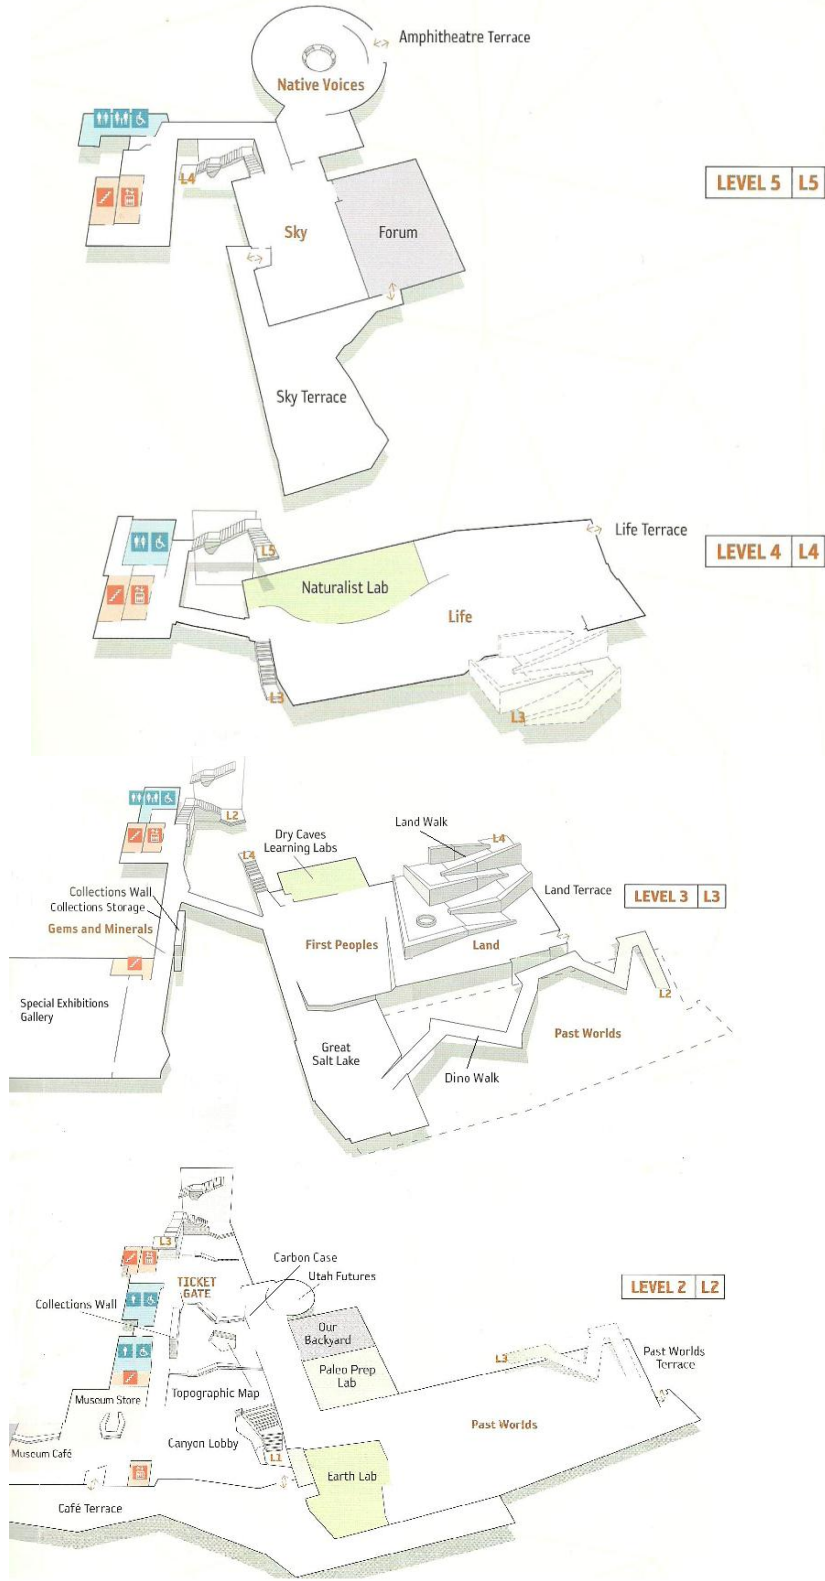 Amphitheatre Terrace
Native Voices
L4
LEVEL 5 L5
Sky
Forum
Sky Terrace
Life Terrace
LEVEL 4 L4
L5
Naturalist Lab
Life
L3
L3
L2
Land Walk
Dry Caves
Learning Labs
L4
L4
Collections Wall
Collections Storage
Gems and Minerals
Land Terrace
LEVEL 3 L3
First Peoples
Land
Special Exhibitions
Gallery
L2
Past Worlds
Great
Salt Lake
Dino Walk
L3
Carbon Case
TICKET
GATE
Utah Futures
LEVEL 2 L2
Collections Wall
Our
Backyard
L3
Past Worlds
Terrace
Paleo Prep
Lab
Museum Store
Topographic Map
Past Worlds
Canyon Lobby
Museum Café
L1
Earth Lab
Café Terrace